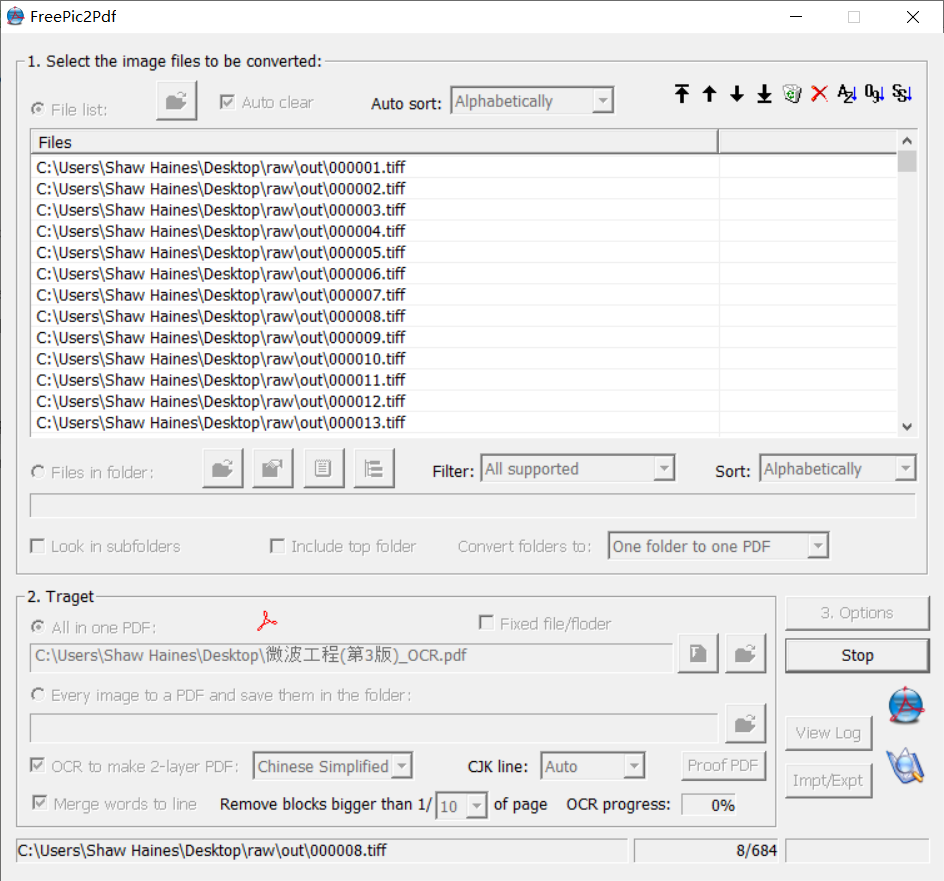 FreePic2Pdf
1. Select the image files to be converted:
File list:
Auto clear
Auto sort:
Alphabetically
Files
C:\Users\Shaw Haines\Desktop\raw\out\000001.tiff
C:\Users\Shaw Haines\Desktop\raw\out\000002.tiff
C:\Users\Shaw Haines\Desktop\raw\out\000003.tiff
C:\Users\Shaw Haines\Desktop\raw\out\000004.tiff
C:\Users\Shaw Haines\Desktop\raw\out\000005.tiff
C:\Users\Shaw Haines\Desktop\raw\out\000006.tiff
C:\Users\Shaw Haines\Desktop\raw\out\000007.tiff
C:\Users\Shaw Haines\Desktop\raw\out\000008.tiff
C:\Users\Shaw Haines\Desktop\raw\out\000009.tiff
C:\Users\Shaw Haines\Desktop\raw\out\000010.tiff
C:\Users\Shaw Haines\Desktop\raw\out\000011.tiff
C:\Users\Shaw Haines\Desktop\raw\out\000012.tiff
C:\Users\Shaw Haines\Desktop\raw\out\000013.tiff
Files in folder:
Filter:
All supported
Sort:
Alphabetically
Look in subfolders
Include top folder
Convert folders to:
One folder to one PDF
2. Traget
All in one PDF:
Fixed file/floder
C:\Users\Shaw Haines\Desktop\微波工程(第3版)_OCR.pdf
Every image to a PDF and save them in the folder:
OCR to make 2-layer PDF:
Chinese Simplified
CJK line:
Auto
Proof PDF
Merge words to line
Remove blocks bigger than 1/
10
of page
OCR progress:
0%
3. Options
Stop
View Log
Impt/Expt
C:\Users\Shaw Haines\Desktop\raw\out\000008.tiff
8/684